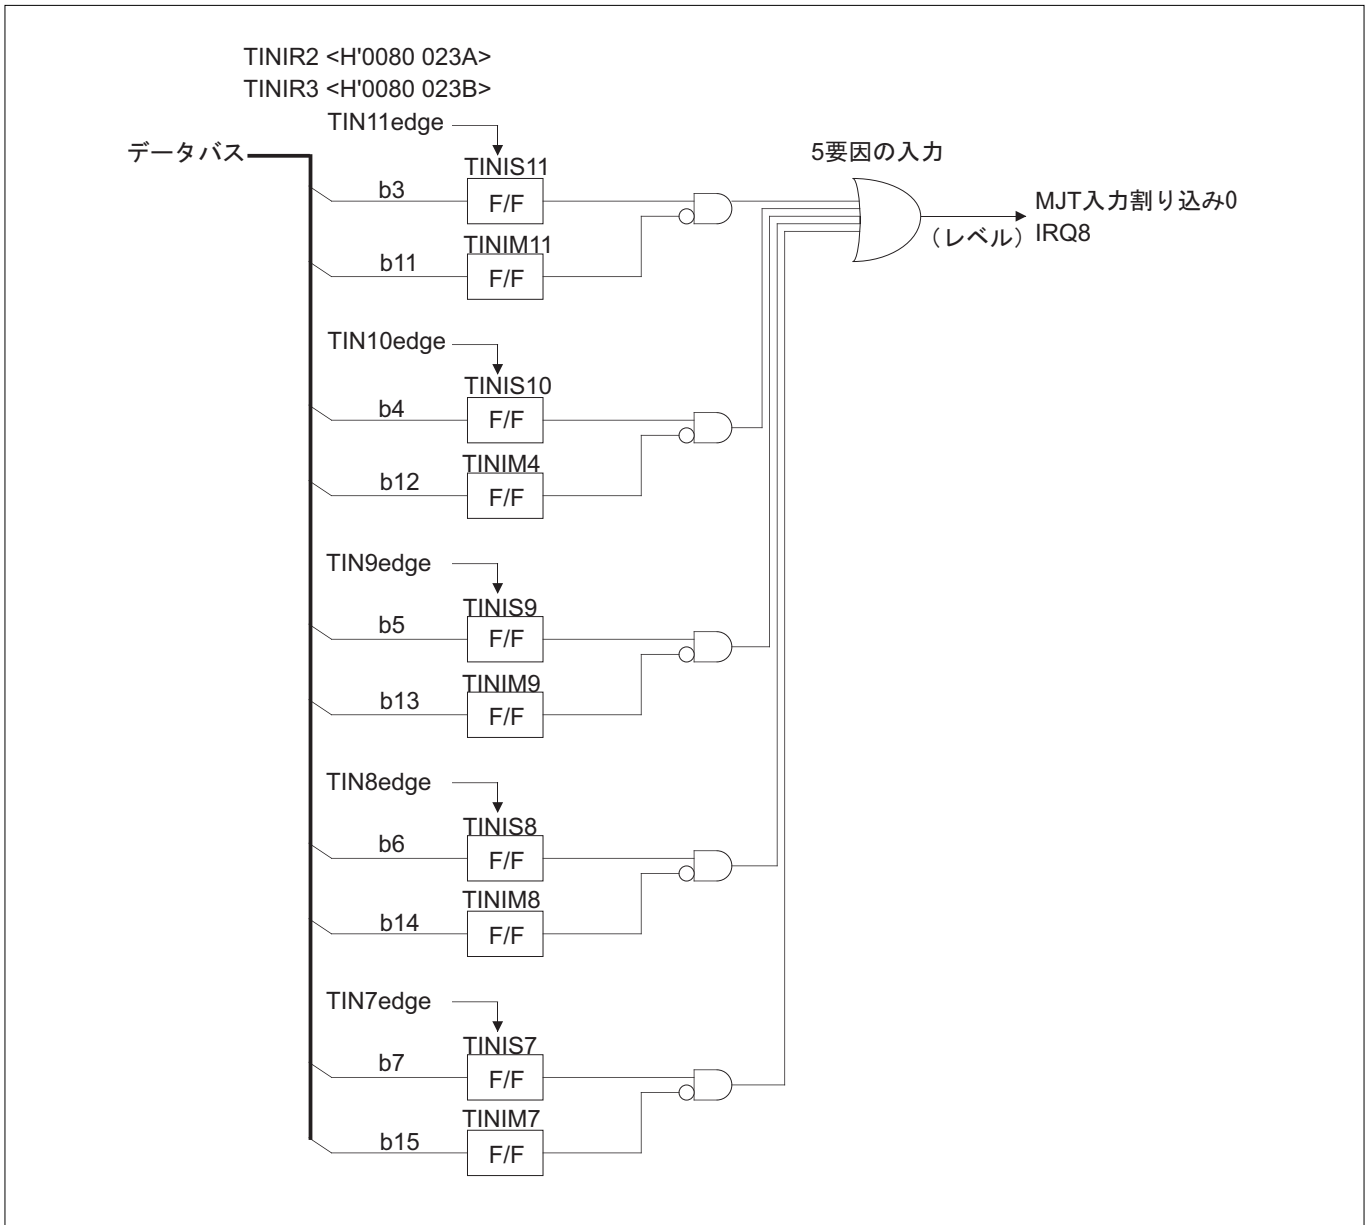 TINIR2 <H'0080 023A>
TINIR3 <H'0080 023B>
TIN11edge
データバス
TINIS11
5要因の入力
b3
F/F
MJT入力割り込み0
（レベル） IRQ8
TINIM11
b11
F/F
TIN10edge
TINIS10
b4
F/F
TINIM4
b12
F/F
TIN9edge
TINIS9
b5
F/F
TINIM9
b13
F/F
TIN8edge
TINIS8
b6
F/F
TINIM8
b14
F/F
TIN7edge
TINIS7
b7
F/F
TINIM7
b15
F/F